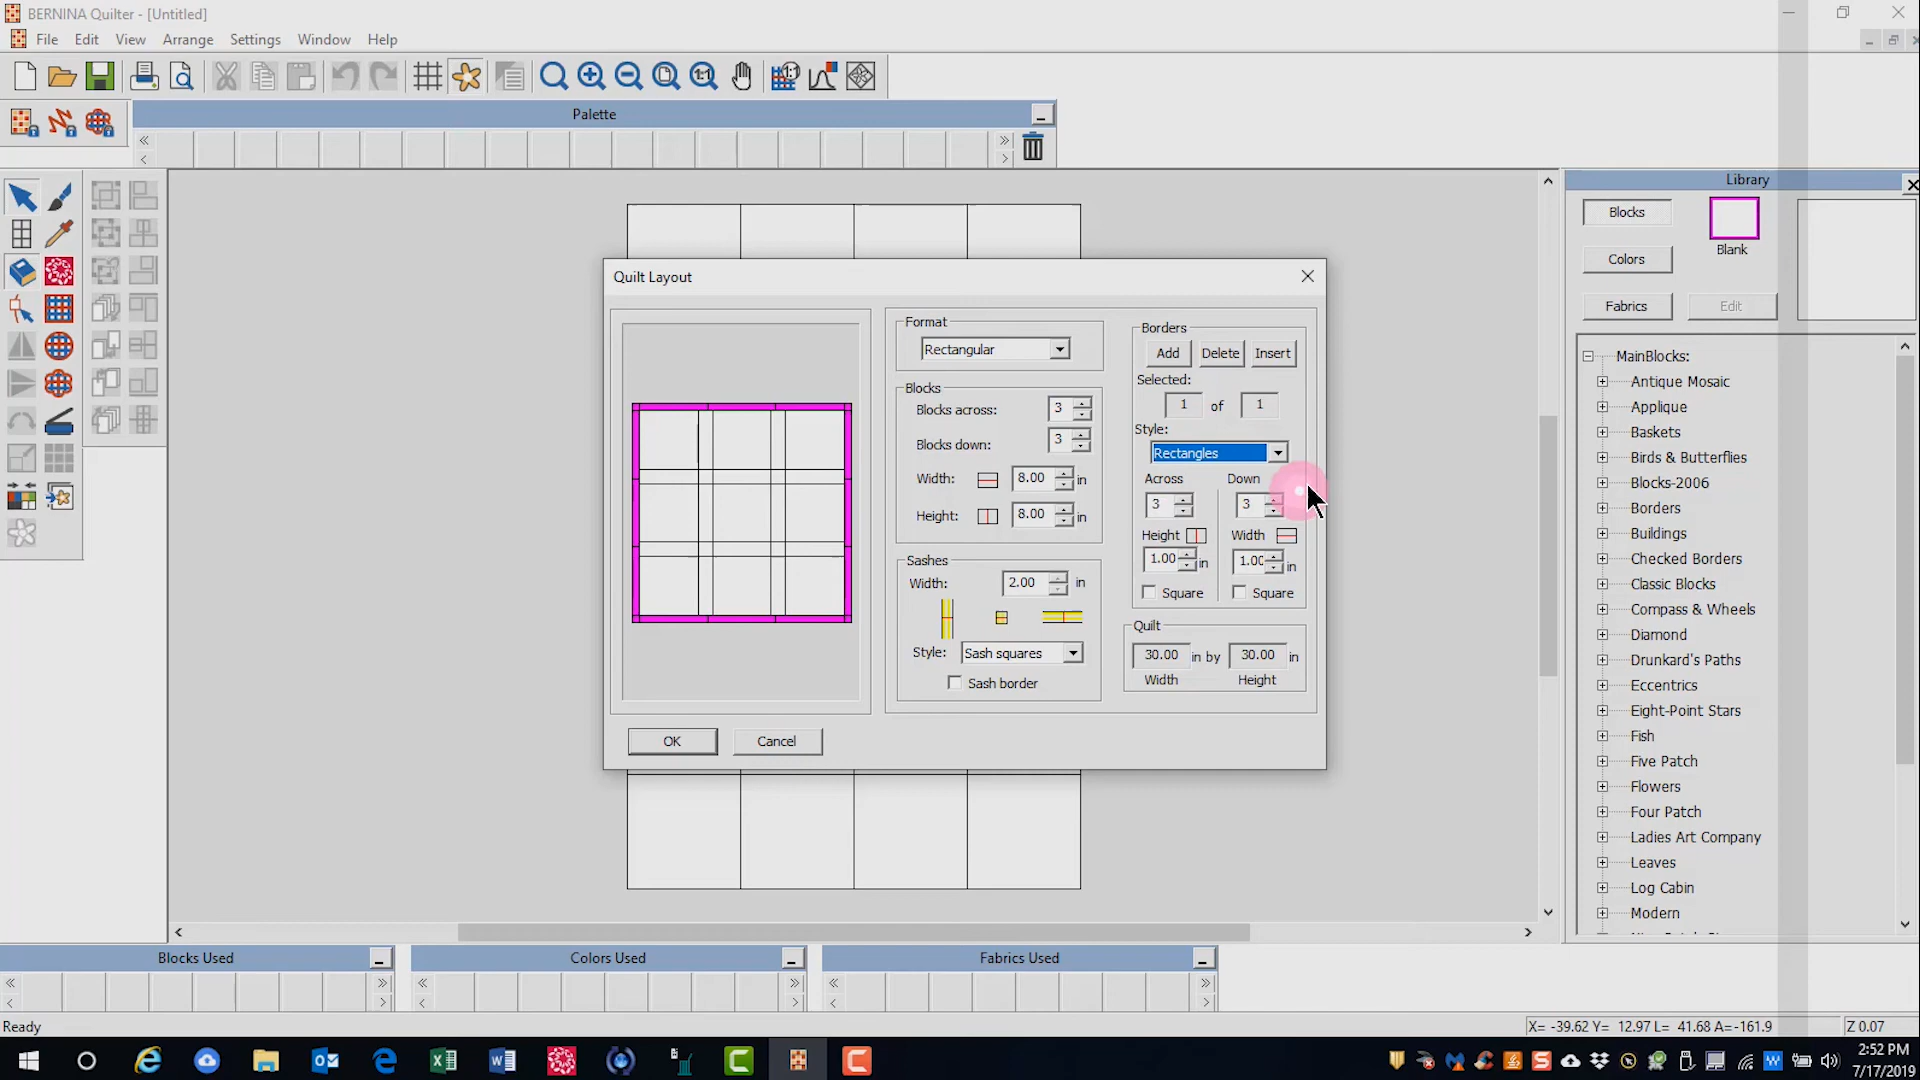 BERNINA Quilter - [Untitled]
File Edit View Arrange Settings Window Help
Palette
Library
Blocks
Blank
Colors
Fabrics
Edit
MainBlocks:
Antique Mosaic
Applique
Baskets
Birds & Butterflies
Blocks-2006
Borders
Buildings
Checked Borders
Classic Blocks
Compass & Wheels
Diamond
Drunkard's Paths
Eccentrics
Eight-Point Stars
Fish
Five Patch
Flowers
Four Patch
Ladies Art Company
Leaves
Log Cabin
Modern
Quilt Layout
Format
Rectangular
Blocks
Blocks across: 3
Blocks down: 3
Width: 8.00 in
Height: 8.00 in
Sashes
Width: 2.00 in
Style: Sash squares
Sash border
Borders
Add Delete Insert
Selected:
1 of 1
Style:
Rectangles
Across Down
3 3
Height Width
1.00 in 1.00 in
Square Square
Quilt
30.00 in by 30.00 in
Width Height
OK Cancel
Blocks Used Colors Used Fabrics Used
Ready
X= -39.62 Y= 12.97 L= 41.68 A=-161.9 Z 0.07
2:52 PM
7/17/2019